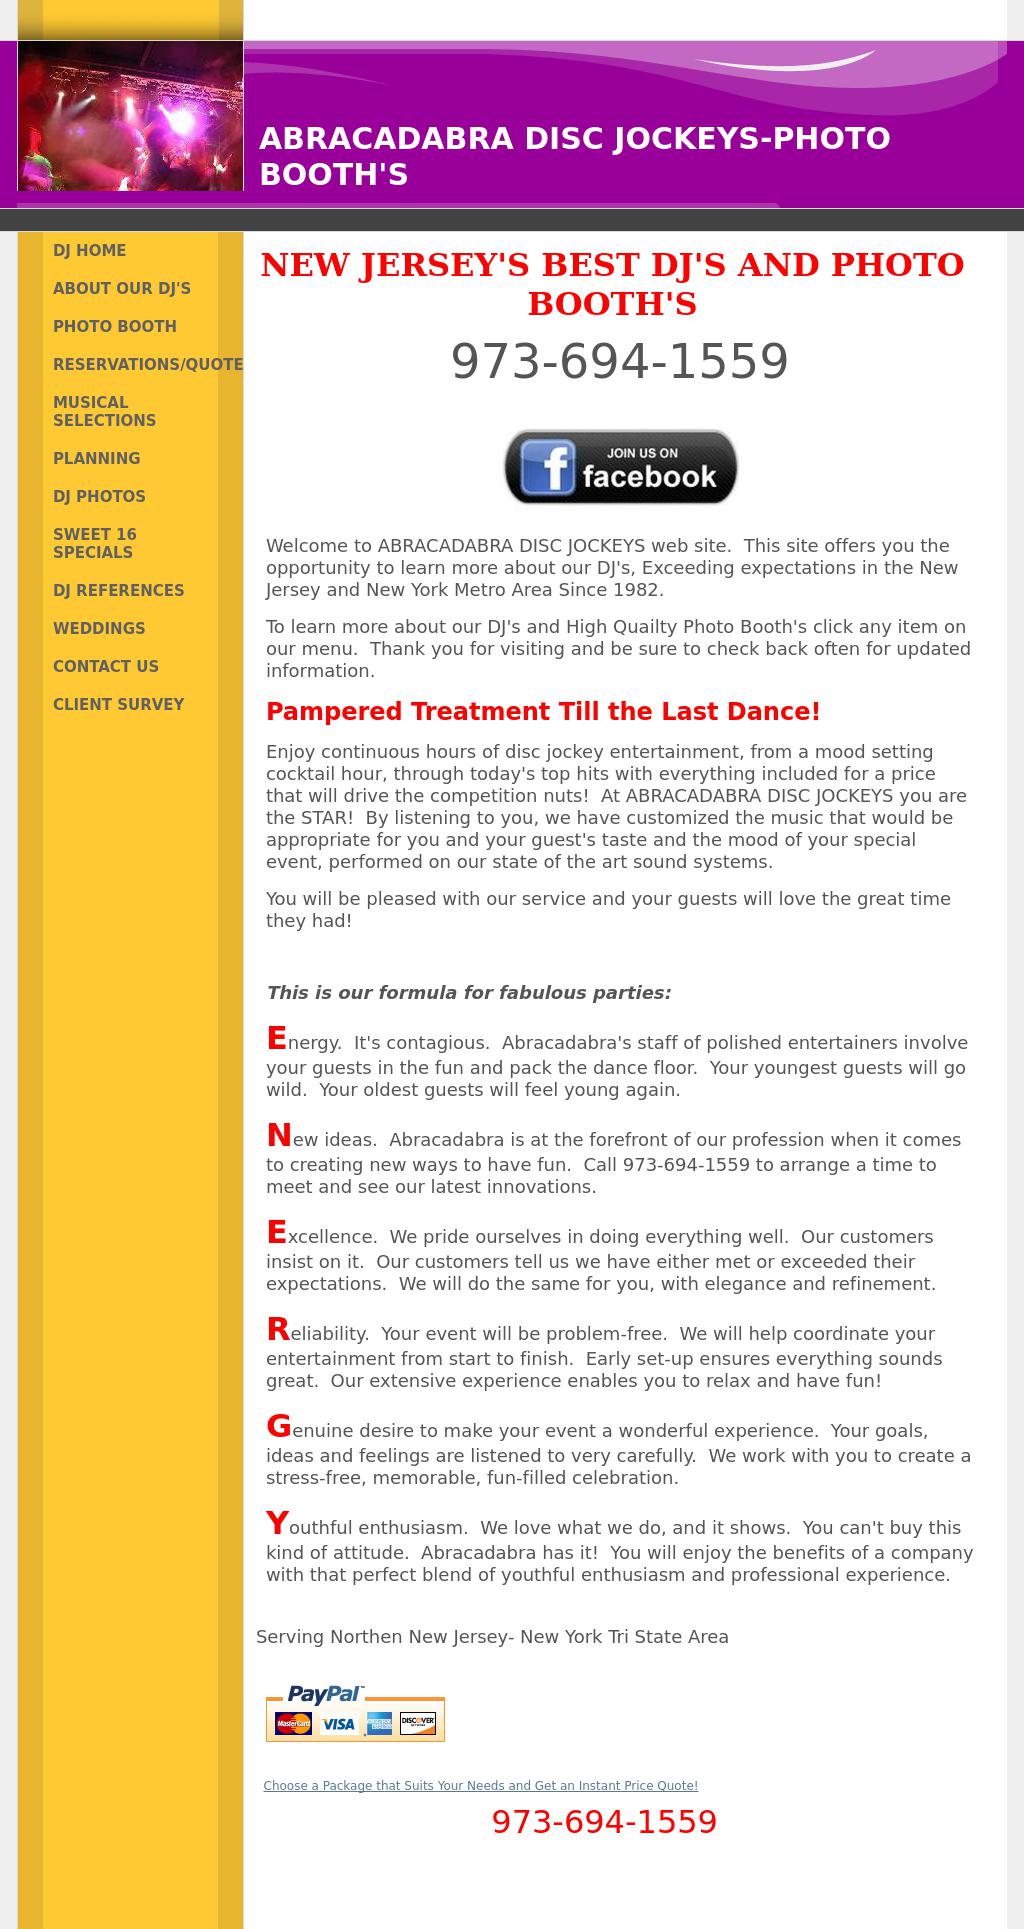 ABRACADABRA DISC JOCKEYS-PHOTO
BOOTH'S
DJ HOME
ABOUT OUR DJ'S
PHOTO BOOTH
RESERVATIONS/QUOTE
MUSICAL
SELECTIONS
PLANNING
DJ PHOTOS
SWEET 16
SPECIALS
DJ REFERENCES
WEDDINGS
CONTACT US
CLIENT SURVEY
NEW JERSEY'S BEST DJ'S AND PHOTO
BOOTH'S
973-694-1559
JOIN US ON
facebook
Welcome to ABRACADABRA DISC JOCKEYS web site.  This site offers you the
opportunity to learn more about our DJ's, Exceeding expectations in the New
Jersey and New York Metro Area Since 1982.
To learn more about our DJ's and High Quailty Photo Booth's click any item on
our menu.  Thank you for visiting and be sure to check back often for updated
information.
Pampered Treatment Till the Last Dance!
Enjoy continuous hours of disc jockey entertainment, from a mood setting
cocktail hour, through today's top hits with everything included for a price
that will drive the competition nuts!  At ABRACADABRA DISC JOCKEYS you are
the STAR!  By listening to you, we have customized the music that would be
appropriate for you and your guest's taste and the mood of your special
event, performed on our state of the art sound systems.
You will be pleased with our service and your guests will love the great time
they had!
This is our formula for fabulous parties:
Energy.  It's contagious.  Abracadabra's staff of polished entertainers involve
your guests in the fun and pack the dance floor.  Your youngest guests will go
wild.  Your oldest guests will feel young again.
New ideas.  Abracadabra is at the forefront of our profession when it comes
to creating new ways to have fun.  Call 973-694-1559 to arrange a time to
meet and see our latest innovations.
Excellence.  We pride ourselves in doing everything well.  Our customers
insist on it.  Our customers tell us we have either met or exceeded their
expectations.  We will do the same for you, with elegance and refinement.
Reliability.  Your event will be problem-free.  We will help coordinate your
entertainment from start to finish.  Early set-up ensures everything sounds
great.  Our extensive experience enables you to relax and have fun!
Genuine desire to make your event a wonderful experience.  Your goals,
ideas and feelings are listened to very carefully.  We work with you to create a
stress-free, memorable, fun-filled celebration.
Youthful enthusiasm.  We love what we do, and it shows.  You can't buy this
kind of attitude.  Abracadabra has it!  You will enjoy the benefits of a company
with that perfect blend of youthful enthusiasm and professional experience.
Serving Northen New Jersey- New York Tri State Area
PayPal
MasterCard VISA DISCOVER
Choose a Package that Suits Your Needs and Get an Instant Price Quote!
973-694-1559